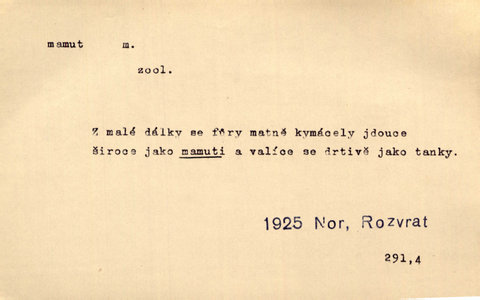 mamut m.
zool.
Z malé dálky se fůry matně kymácely jdouce
široce jako mamuti a valíce se drtivě jako tanky.
1925 Nor, Rozvrat
291,4